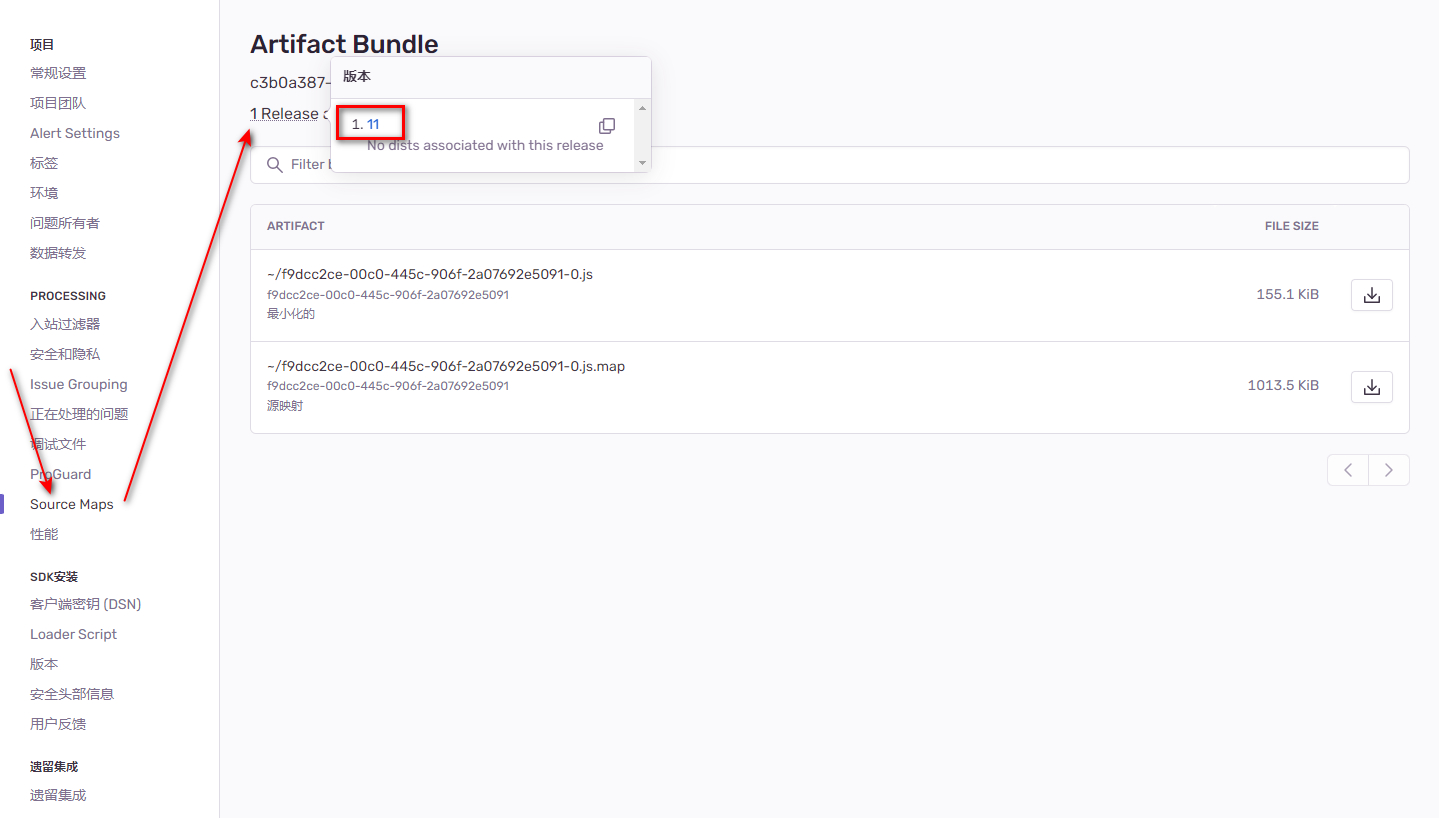 项目
常规设置
项目团队
Alert Settings
标签
环境
问题所有者
数据转发
PROCESSING
入站过滤器
安全和隐私
Issue Grouping
正在处理的问题
调试文件
ProGuard
Source Maps
性能
SDK安装
客户端密钥 (DSN)
Loader Script
版本
安全头部信息
用户反馈
遗留集成
遗留集成
Artifact Bundle
c3b0a387-
1 Release
版本
1. 11
No dists associated with this release
Filter
ARTIFACT FILE SIZE
~/f9dcc2ce-00c0-445c-906f-2a07692e5091-0.js
f9dcc2ce-00c0-445c-906f-2a07692e5091
最小化的
155.1 KiB
~/f9dcc2ce-00c0-445c-906f-2a07692e5091-0.js.map
f9dcc2ce-00c0-445c-906f-2a07692e5091
源映射
1013.5 KiB